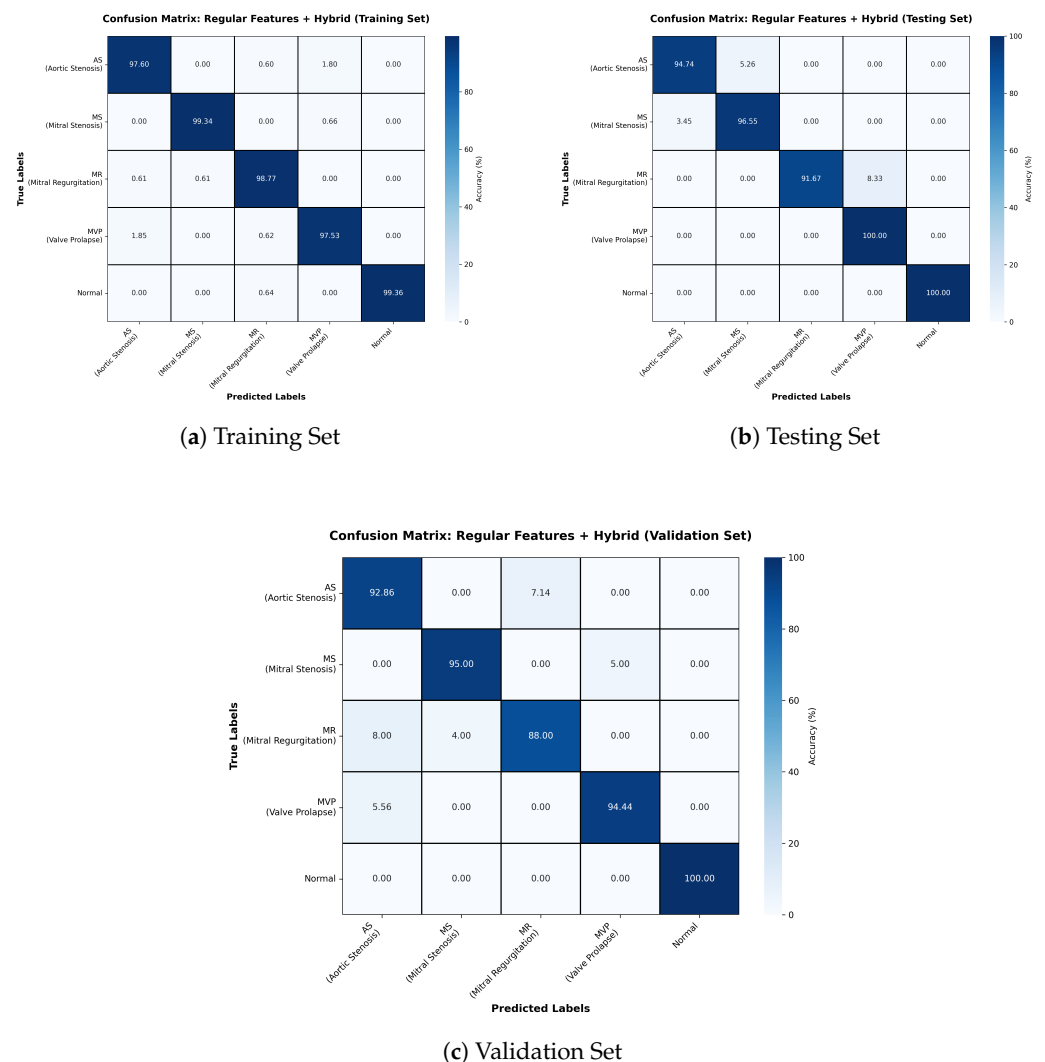 Confusion Matrix: Regular Features + Hybrid (Training Set)
AS
(Aortic Stenosis)
97.60 0.00 0.60 1.80 0.00
MS
(Mitral Stenosis)
0.00 99.34 0.00 0.66 0.00
MR
(Mitral Regurgitation)
0.61 0.61 98.77 0.00 0.00
MVP
(Valve Prolapse)
1.85 0.00 0.62 97.53 0.00
Normal
0.00 0.00 0.64 0.00 99.36
True Labels
AS
(Aortic Stenosis)
MS
(Mitral Stenosis)
MR
(Mitral Regurgitation)
MVP
(Valve Prolapse)
Normal
Predicted Labels
80
60
40
20
0
Accuracy (%)
(a) Training Set
Confusion Matrix: Regular Features + Hybrid (Testing Set)
AS
(Aortic Stenosis)
94.74 5.26 0.00 0.00 0.00
MS
(Mitral Stenosis)
3.45 96.55 0.00 0.00 0.00
MR
(Mitral Regurgitation)
0.00 0.00 91.67 8.33 0.00
MVP
(Valve Prolapse)
0.00 0.00 0.00 100.00 0.00
Normal
0.00 0.00 0.00 0.00 100.00
True Labels
AS
(Aortic Stenosis)
MS
(Mitral Stenosis)
MR
(Mitral Regurgitation)
MVP
(Valve Prolapse)
Normal
Predicted Labels
100
80
60
40
20
0
Accuracy (%)
(b) Testing Set
Confusion Matrix: Regular Features + Hybrid (Validation Set)
AS
(Aortic Stenosis)
92.86 0.00 7.14 0.00 0.00
MS
(Mitral Stenosis)
0.00 95.00 0.00 5.00 0.00
MR
(Mitral Regurgitation)
8.00 4.00 88.00 0.00 0.00
MVP
(Valve Prolapse)
5.56 0.00 0.00 94.44 0.00
Normal
0.00 0.00 0.00 0.00 100.00
True Labels
AS
(Aortic Stenosis)
MS
(Mitral Stenosis)
MR
(Mitral Regurgitation)
MVP
(Valve Prolapse)
Normal
Predicted Labels
100
80
60
40
20
0
Accuracy (%)
(c) Validation Set